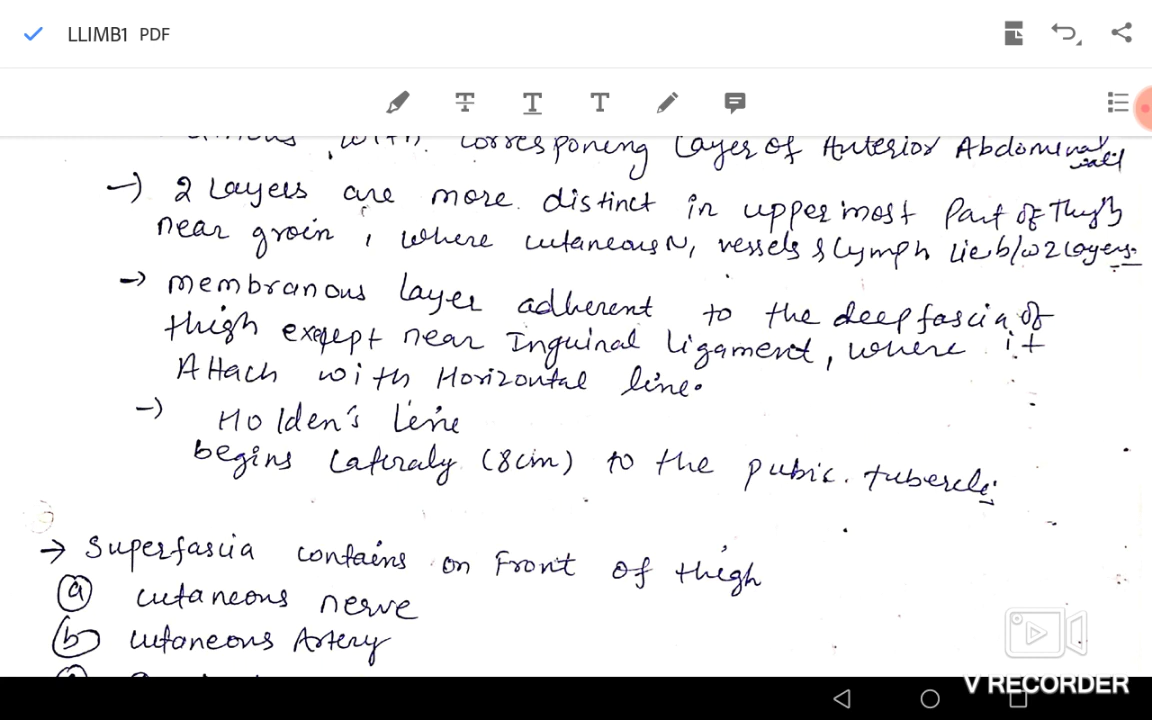 LLIMB1 PDF
with corresponeng Layer of Anterior Abdominal
wall
→ 2 Layers are more distinct in uppermost Part of Thigh
near groin, where cutaneous N, vessels & Lymph Lie b/w 2 Layers.
→ membranous layer adherent to the deep fascia of
thigh except near Inguinal ligament, where it
Attach with Horizontal line.
→ Holden's line
begins Lateraly (8cm) to the pubic tubercle.
→ Superfascia contains on Front of thigh
(a) cutaneous nerve
(b) cutaneous Artery
V RECORDER